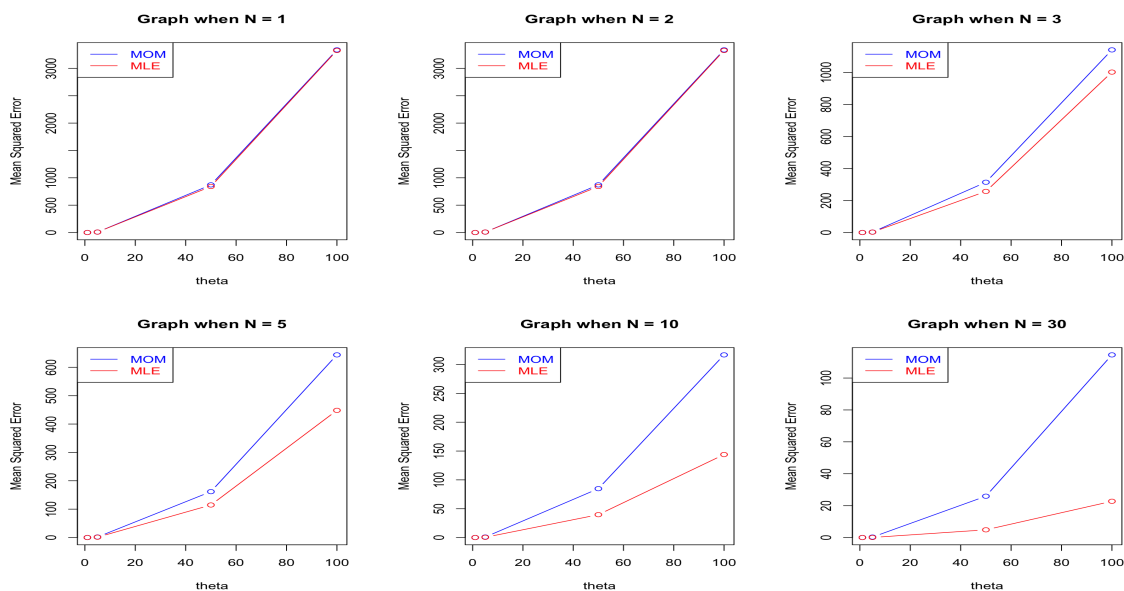 Graph when N = 1
MOM
MLE
Mean Squared Error
0 500 1000 2000 3000
0 20 40 60 80 100
theta
Graph when N = 2
MOM
MLE
Mean Squared Error
0 500 1000 2000 3000
0 20 40 60 80 100
theta
Graph when N = 3
MOM
MLE
Mean Squared Error
0 200 400 600 800 1000
0 20 40 60 80 100
theta
Graph when N = 5
MOM
MLE
Mean Squared Error
0 100 200 300 400 500 600
0 20 40 60 80 100
theta
Graph when N = 10
MOM
MLE
Mean Squared Error
0 50 100 150 200 250 300
0 20 40 60 80 100
theta
Graph when N = 30
MOM
MLE
Mean Squared Error
0 20 40 60 80 100
0 20 40 60 80 100
theta